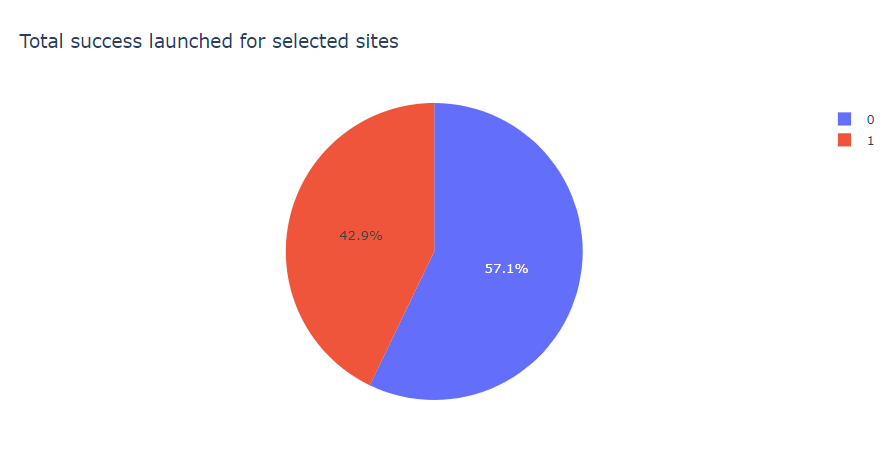 Total success launched for selected sites
0
1
42.9%
57.1%